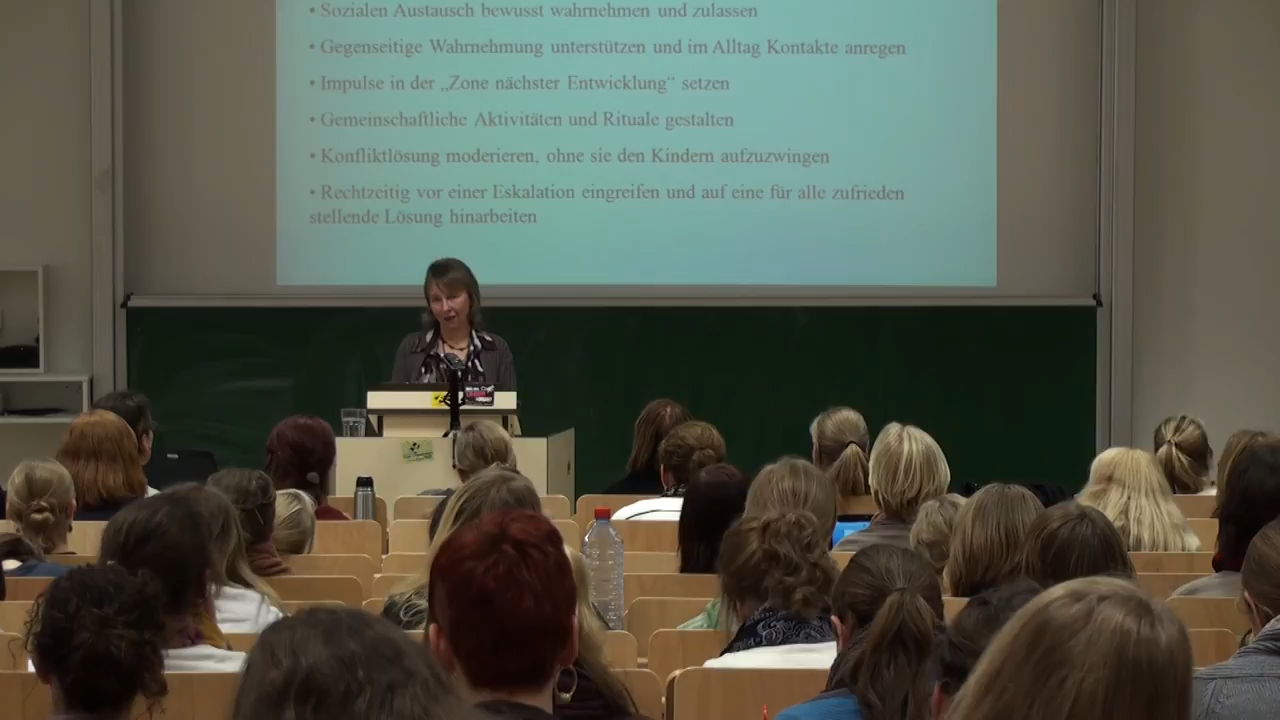 • Sozialen Austausch bewusst wahrnehmen und zulassen
• Gegenseitige Wahrnehmung unterstützen und im Alltag Kontakte anregen
• Impulse in der „Zone nächster Entwicklung“ setzen
• Gemeinschaftliche Aktivitäten und Rituale gestalten
• Konfliktlösung moderieren, ohne sie den Kindern aufzuzwingen
• Rechtzeitig vor einer Eskalation eingreifen und auf eine für alle zufrieden
stellende Lösung hinarbeiten